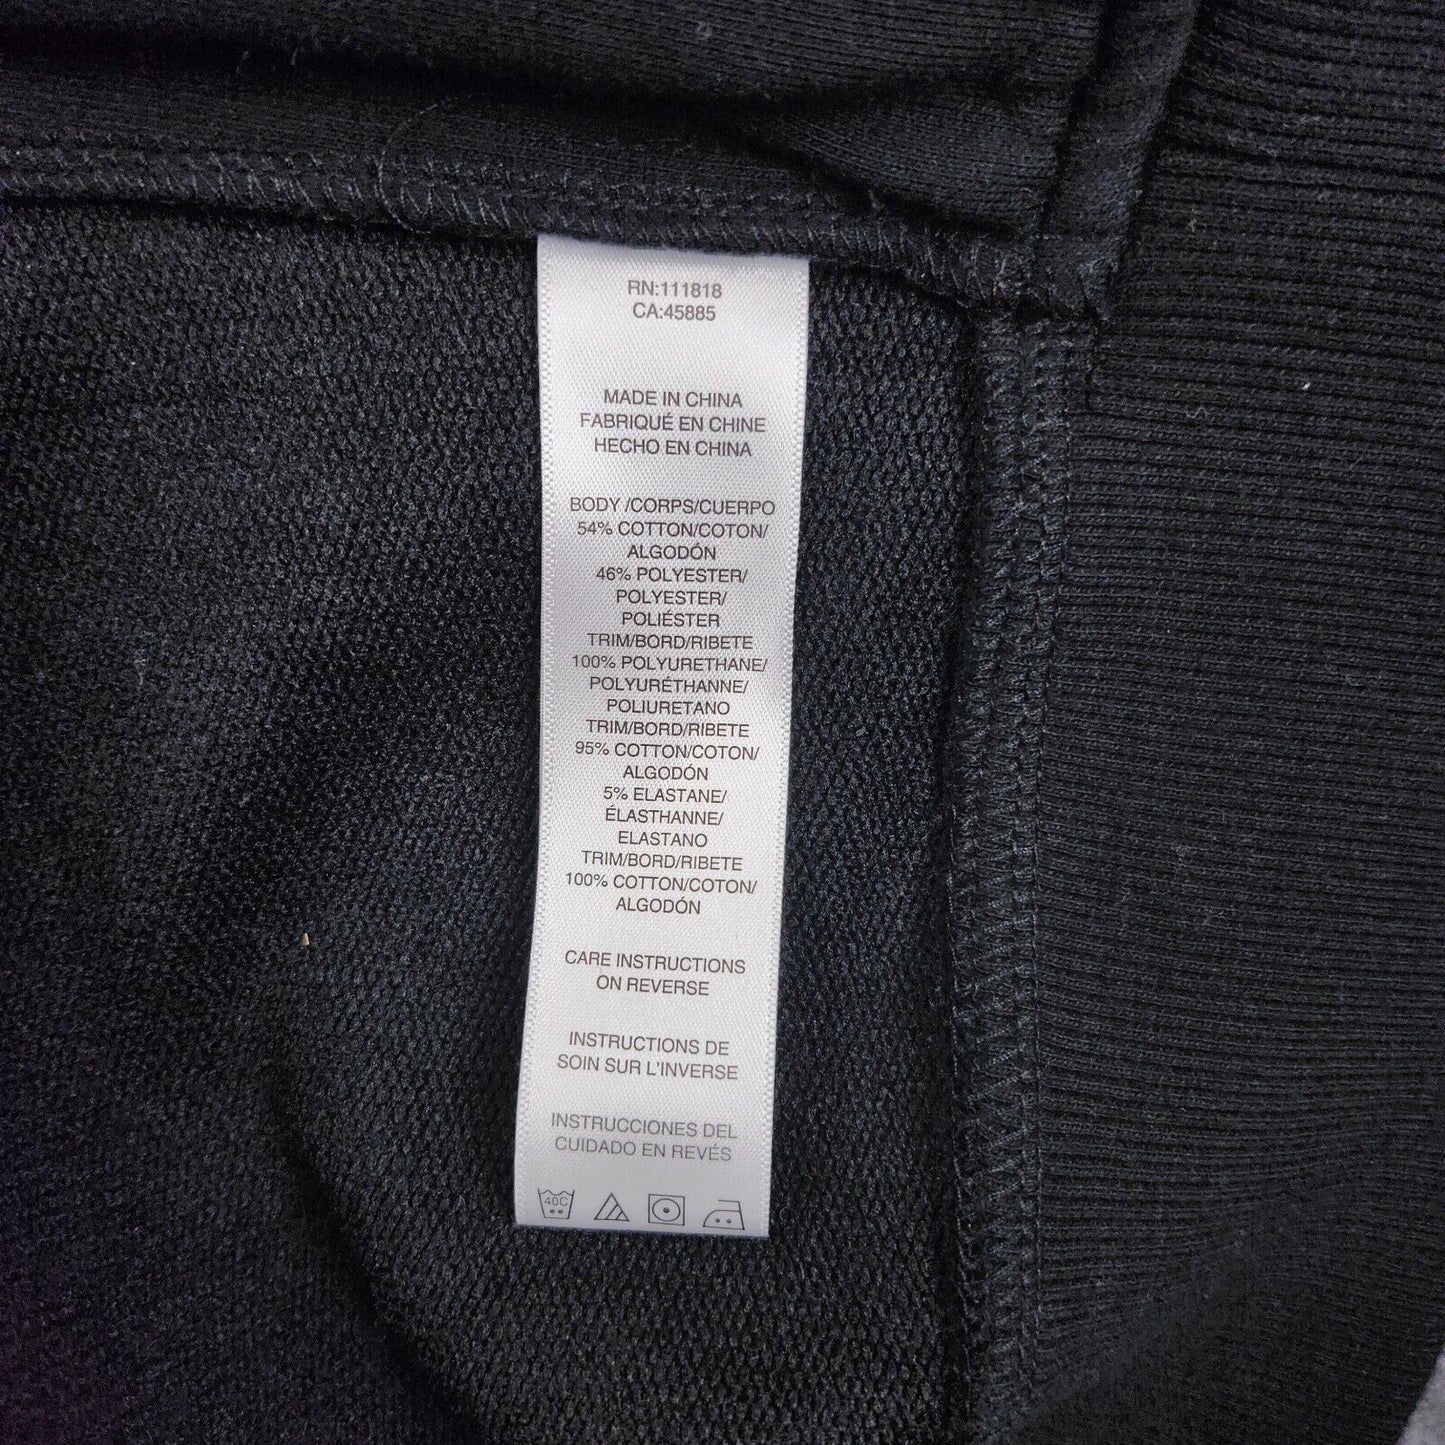 RN:111818
CA:45885
MADE IN CHINA
FABRIQUÉ EN CHINE
HECHO EN CHINA
BODY /CORPS/CUERPO
54% COTTON/COTON/
ALGODÓN
46% POLYESTER/
POLYESTER/
POLIÉSTER
TRIM/BORD/RIBETE
100% POLYURETHANE/
POLYURÉTHANNE/
POLIURETANO
TRIM/BORD/RIBETE
95% COTTON/COTON/
ALGODÓN
5% ELASTANE/
ÉLASTHANNE/
ELASTANO
TRIM/BORD/RIBETE
100% COTTON/COTON/
ALGODÓN
CARE INSTRUCTIONS
ON REVERSE
INSTRUCTIONS DE
SOIN SUR L'INVERSE
INSTRUCCIONES DEL
CUIDADO EN REVÉS
40C